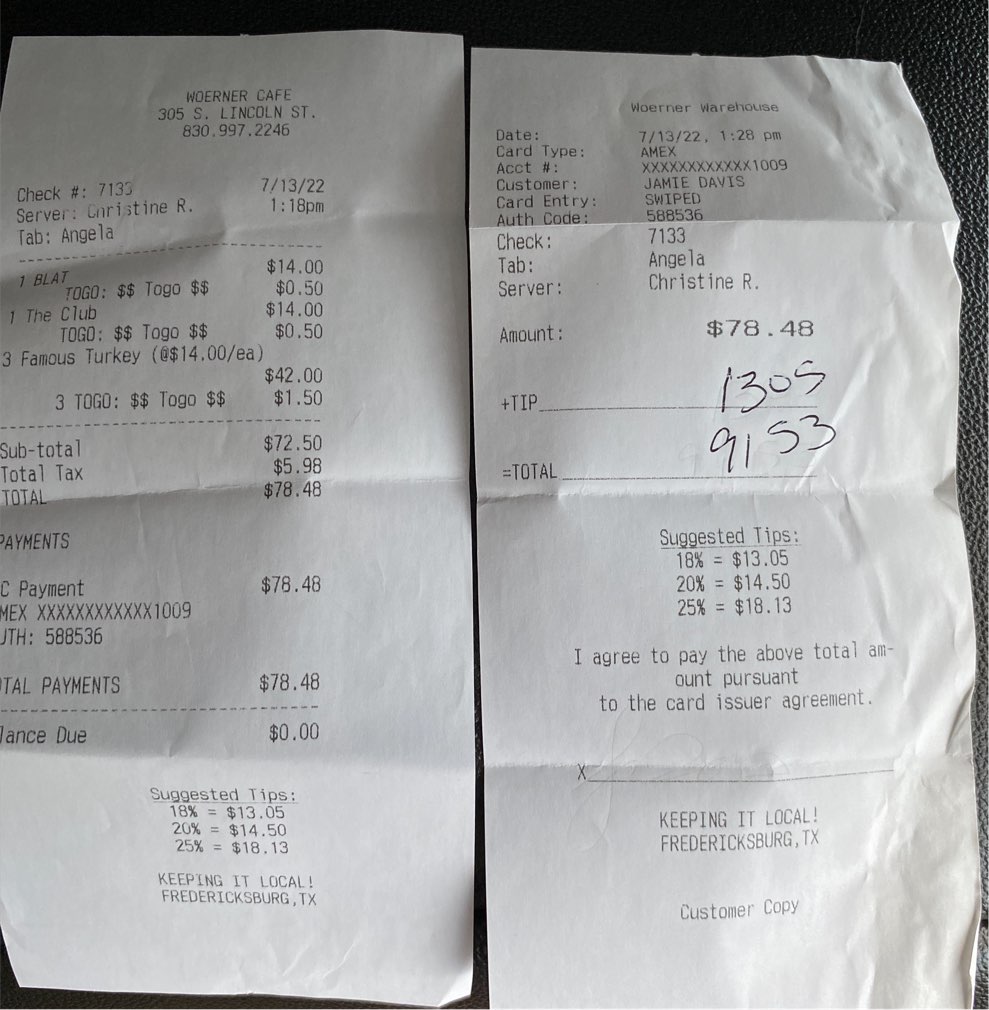 WOERNER CAFE
305 S. LINCOLN ST.
830.997.2246
Check #: 7133 7/13/22
Server: Christine R. 1:18pm
Tab: Angela
1 BLAT $14.00
TOGO: $$ Togo $$ $0.50
1 The Club $14.00
TOGO: $$ Togo $$ $0.50
3 Famous Turkey (@$14.00/ea)
$42.00
3 TOGO: $$ Togo $$ $1.50
Sub-total $72.50
Total Tax $5.98
TOTAL $78.48
PAYMENTS
C Payment $78.48
MEX XXXXXXXXXXXX1009
UTH: 588536
TAL PAYMENTS $78.48
lance Due $0.00
Suggested Tips:
18% = $13.05
20% = $14.50
25% = $18.13
KEEPING IT LOCAL!
FREDERICKSBURG,TX
Woerner Warehouse
Date: 7/13/22, 1:28 pm
Card Type: AMEX
Acct #: XXXXXXXXXXXX1009
Customer: JAMIE DAVIS
Card Entry: SWIPED
Auth Code: 588536
Check: 7133
Tab: Angela
Server: Christine R.
Amount: $78.48
+TIP 1305
=TOTAL 9153
Suggested Tips:
18% = $13.05
20% = $14.50
25% = $18.13
I agree to pay the above total am-
ount pursuant
to the card issuer agreement.
X
KEEPING IT LOCAL!
FREDERICKSBURG,TX
Customer Copy